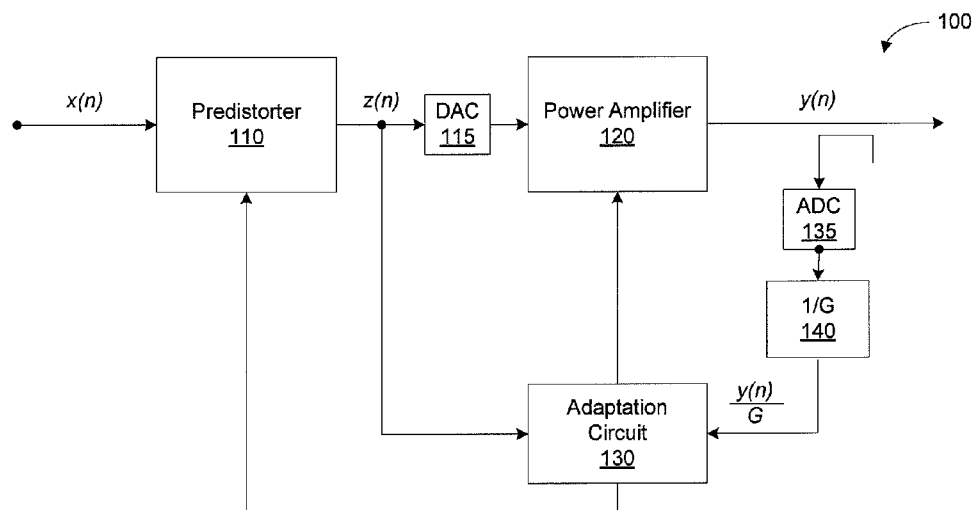 100
x(n)
Predistorter
110
z(n)
DAC
115
Power Amplifier
120
y(n)
ADC
135
1/G
140
y(n)
G
Adaptation
Circuit
130